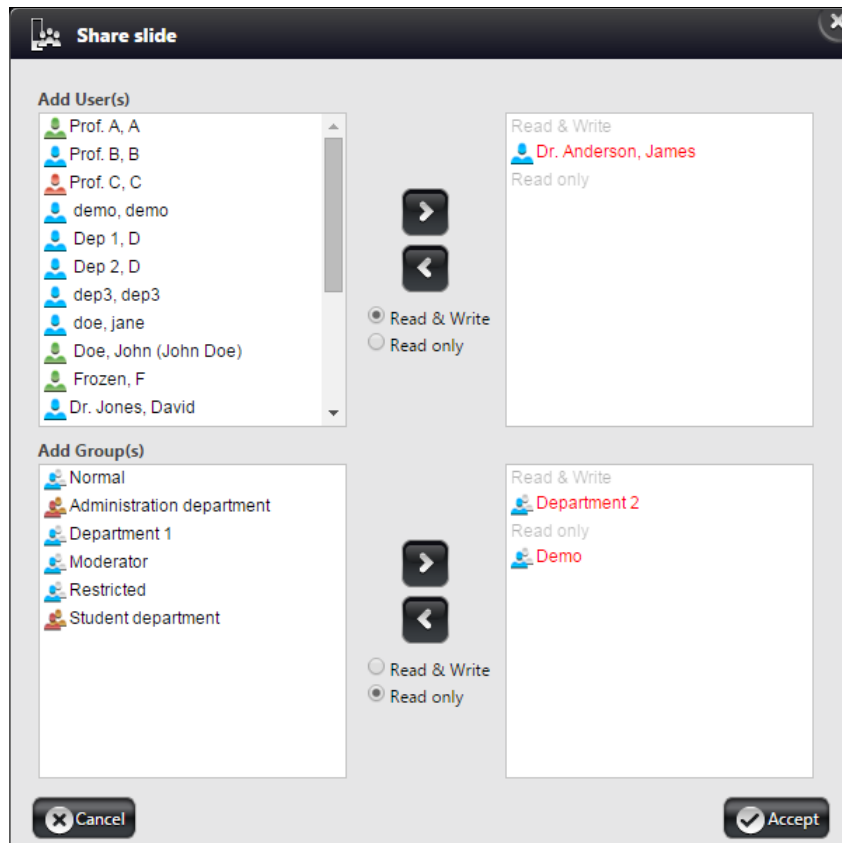 Share slide
Add User(s)
Prof. A, A
Prof. B, B
Prof. C, C
demo, demo
Dep 1, D
Dep 2, D
dep3, dep3
doe, jane
Doe, John (John Doe)
Frozen, F
Dr. Jones, David
Read & Write
Read only
Read & Write
Dr. Anderson, James
Read only
Add Group(s)
Normal
Administration department
Department 1
Moderator
Restricted
Student department
Read & Write
Read only
Read & Write
Department 2
Read only
Demo
Cancel
Accept